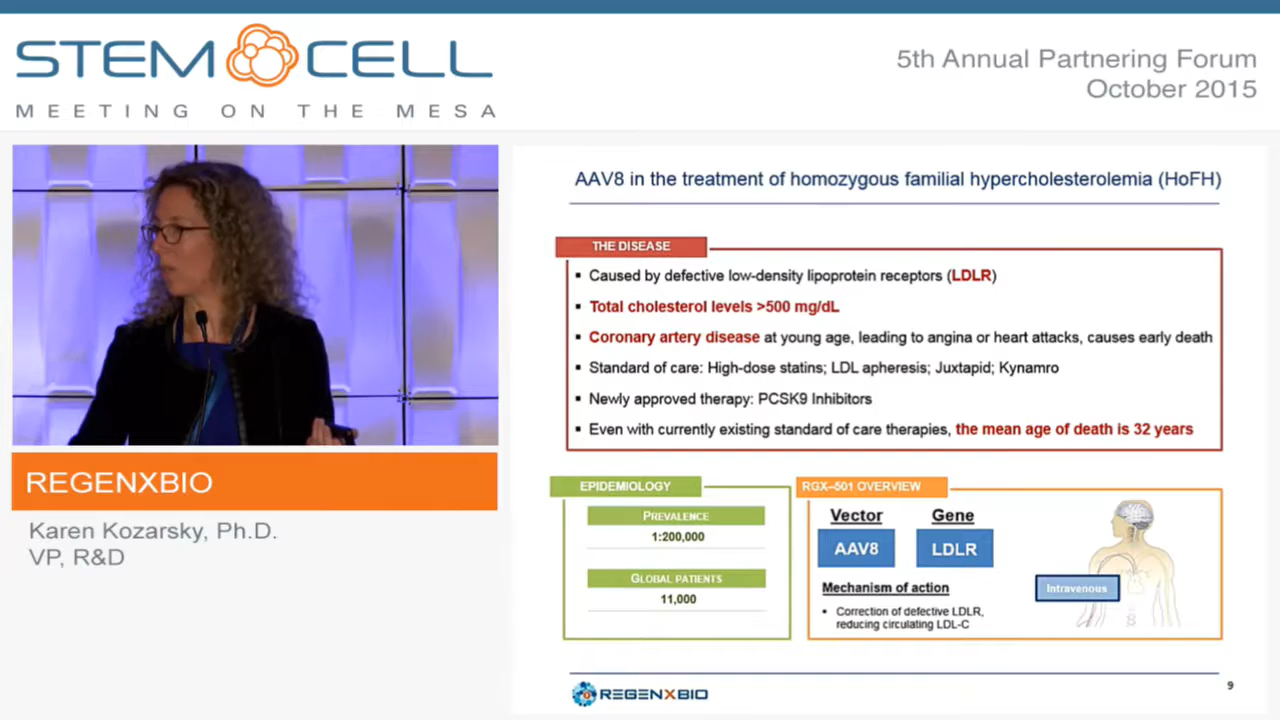 STEM CELL
MEETING ON THE MESA
5th Annual Partnering Forum
October 2015
REGENXBIO
Karen Kozarsky, Ph.D.
VP, R&D
AAV8 in the treatment of homozygous familial hypercholesterolemia (HoFH)
THE DISEASE
▪ Caused by defective low-density lipoprotein receptors (LDLR)
▪ Total cholesterol levels >500 mg/dL
▪ Coronary artery disease at young age, leading to angina or heart attacks, causes early death
▪ Standard of care: High-dose statins; LDL apheresis; Juxtapid; Kynamro
▪ Newly approved therapy: PCSK9 Inhibitors
▪ Even with currently existing standard of care therapies, the mean age of death is 32 years
EPIDEMIOLOGY
PREVALENCE
1:200,000
GLOBAL PATIENTS
11,000
RGX–501 OVERVIEW
Vector Gene
AAV8 LDLR
Mechanism of action
• Correction of defective LDLR,
reducing circulating LDL-C
Intravenous
REGENXBIO
9